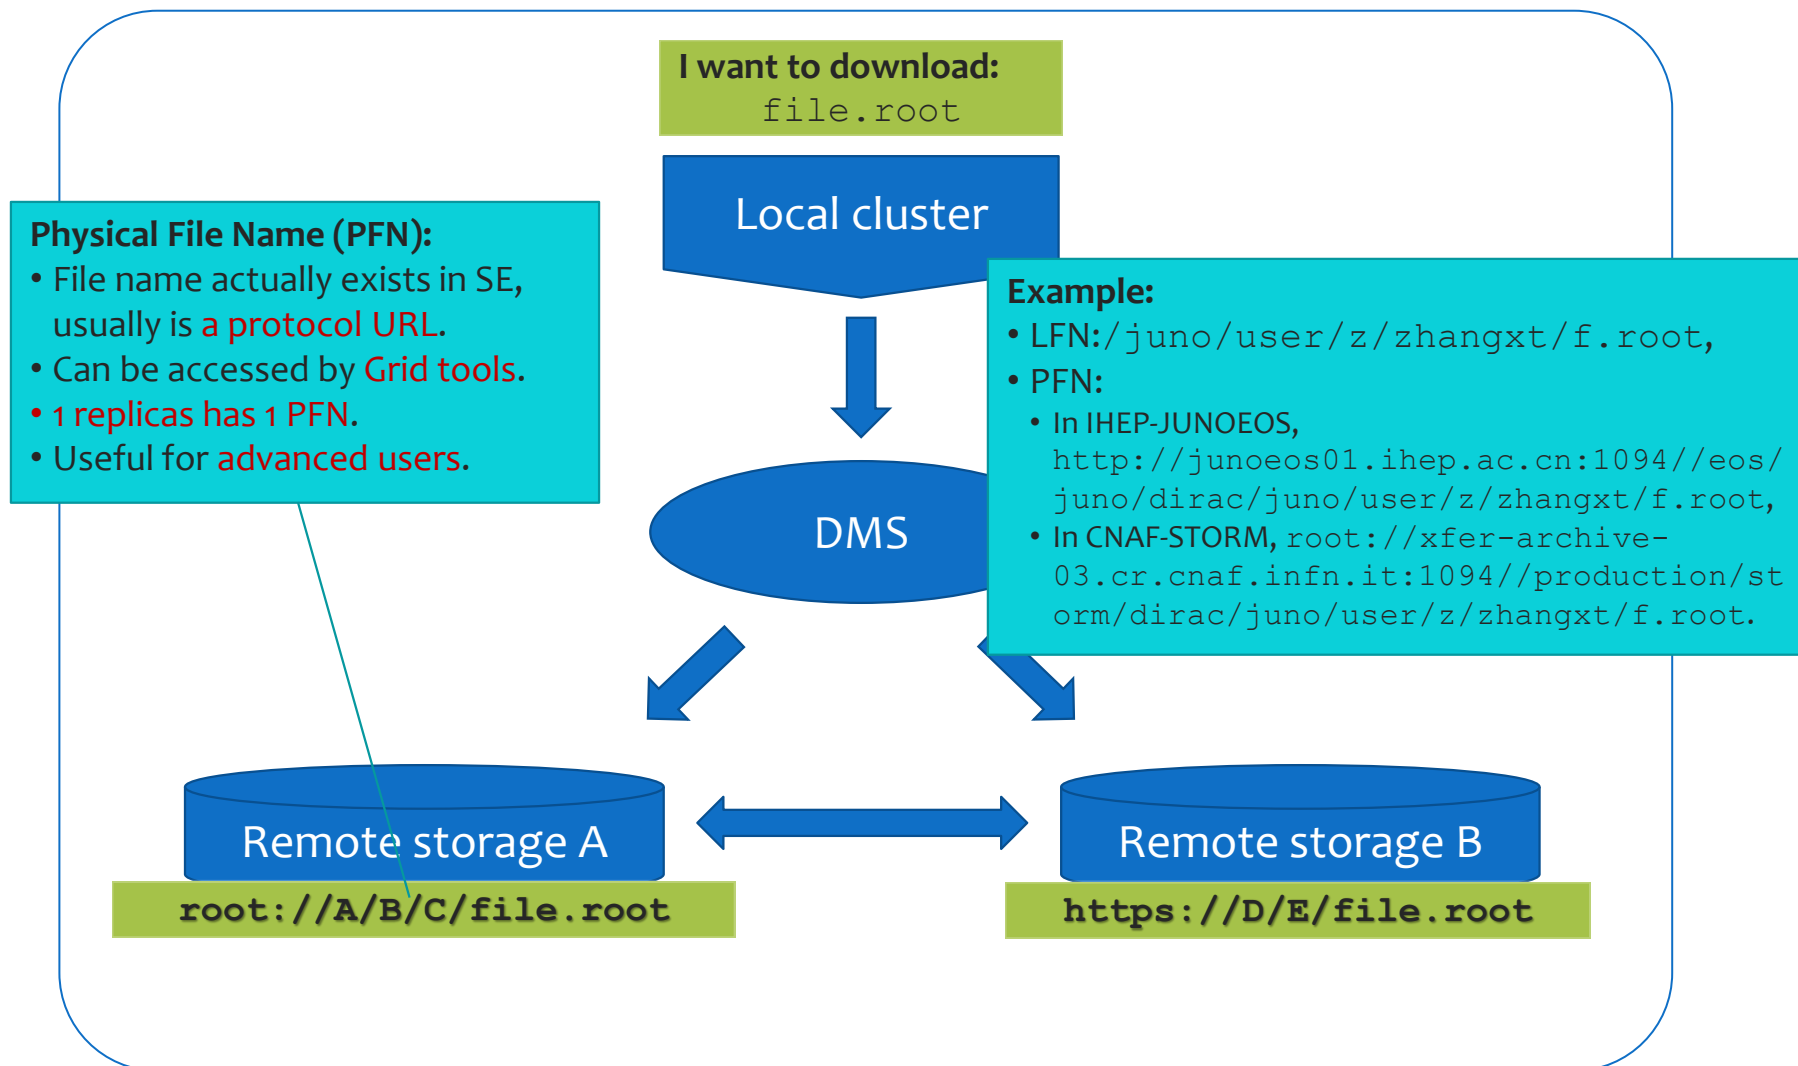 I want to download:
file.root
Local cluster
Physical File Name (PFN):
• File name actually exists in SE,
usually is a protocol URL.
• Can be accessed by Grid tools.
• 1 replicas has 1 PFN.
• Useful for advanced users.
Example:
• LFN:/juno/user/z/zhangxt/f.root,
• PFN:
• In IHEP-JUNOEOS,
http://junoeos01.ihep.ac.cn:1094//eos/
juno/dirac/juno/user/z/zhangxt/f.root,
• In CNAF-STORM, root://xfer-archive-
03.cr.cnaf.infn.it:1094//production/st
orm/dirac/juno/user/z/zhangxt/f.root.
DMS
Remote storage A
Remote storage B
root://A/B/C/file.root
https://D/E/file.root